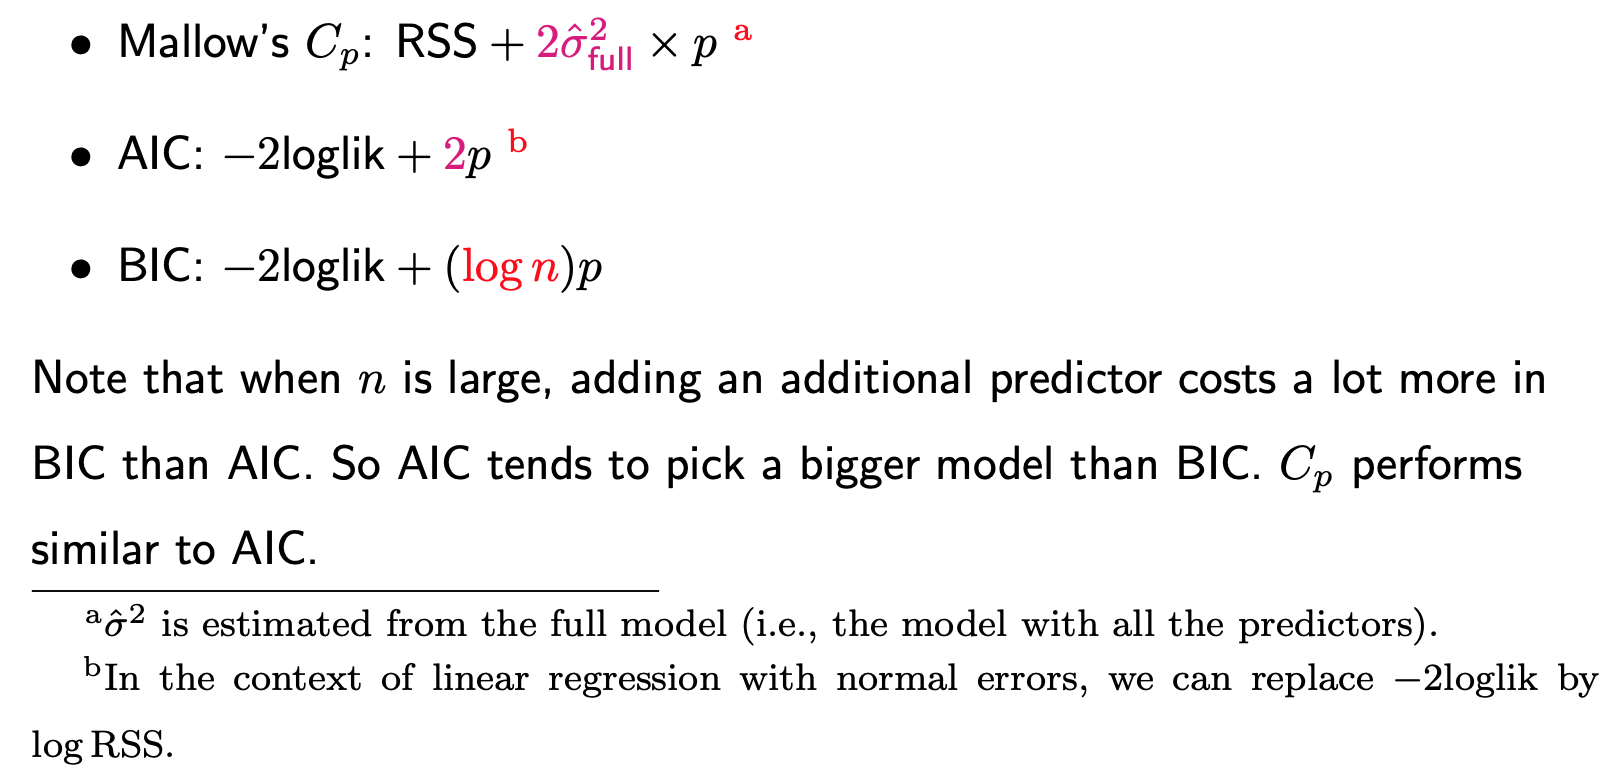 • Mallow's $C_p$: RSS + $2\hat{\sigma}^2_{\text{full}} \times p$ $^{\text{a}}$
• AIC: $-2$loglik + $2p$ $^{\text{b}}$
• BIC: $-2$loglik + $(\log n)p$
Note that when $n$ is large, adding an additional predictor costs a lot more in
BIC than AIC. So AIC tends to pick a bigger model than BIC. $C_p$ performs
similar to AIC.
$^{\text{a}}\hat{\sigma}^2$ is estimated from the full model (i.e., the model with all the predictors).
$^{\text{b}}$In the context of linear regression with normal errors, we can replace $-2$loglik by
log RSS.